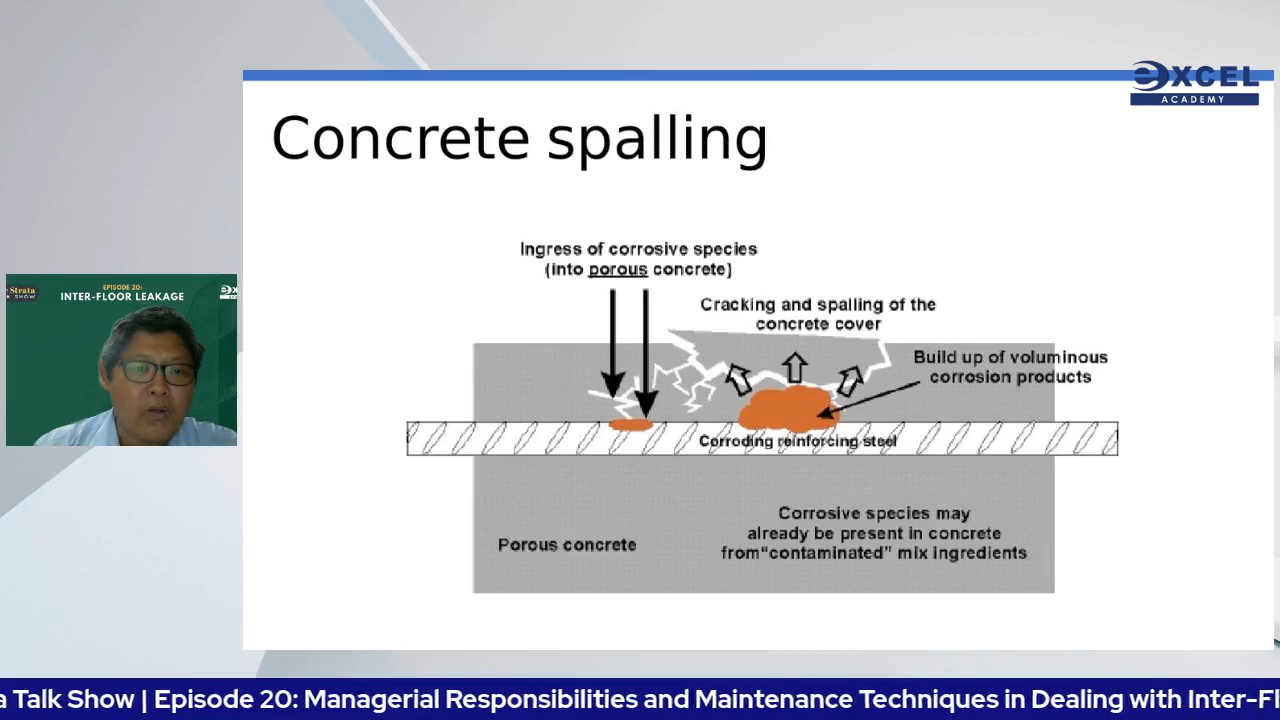 eXCEL
ACADEMY
Concrete spalling
Ingress of corrosive species
(into porous concrete)
Cracking and spalling of the
concrete cover
Build up of voluminous
corrosion products
Corroding reinforcing steel
Corrosive species may
already be present in concrete
from“contaminated” mix ingredients
Porous concrete
Strata
SHOW
EPISODE 20:
INTER-FLOOR LEAKAGE
a Talk Show | Episode 20: Managerial Responsibilities and Maintenance Techniques in Dealing with Inter-Fl